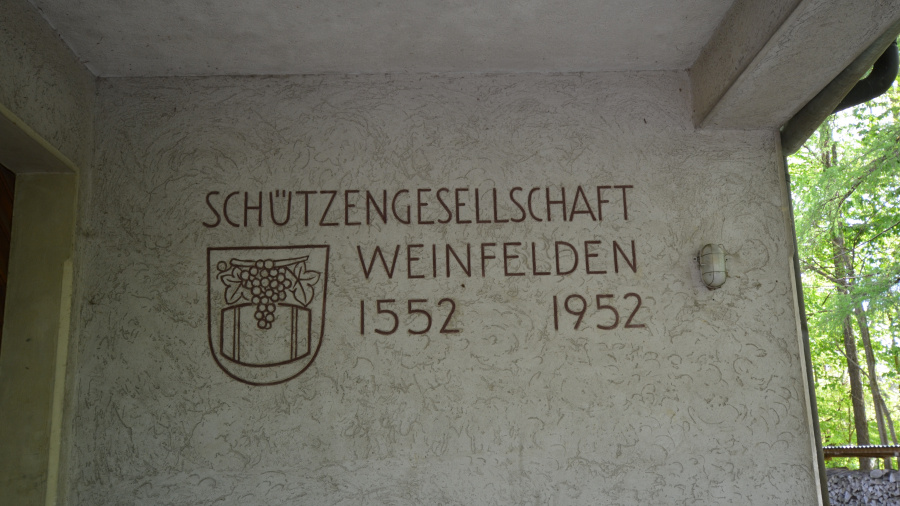 SCHÜTZENGESELLSCHAFT
WEINFELDEN
1552 1952